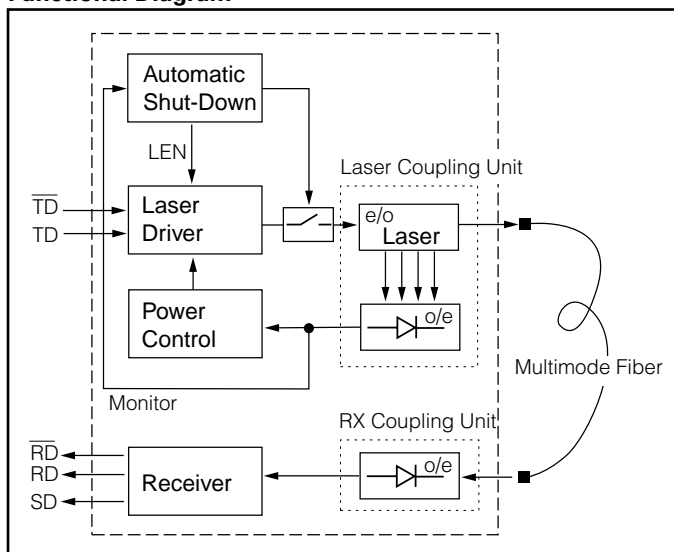 Functional Diagram
Automatic
Shut-Down
LEN
Laser Coupling Unit
TD
TD
Laser
Driver
e/o
Laser
Power
Control
o/e
Multimode Fiber
Monitor
RX Coupling Unit
RD
RD
SD
Receiver
o/e